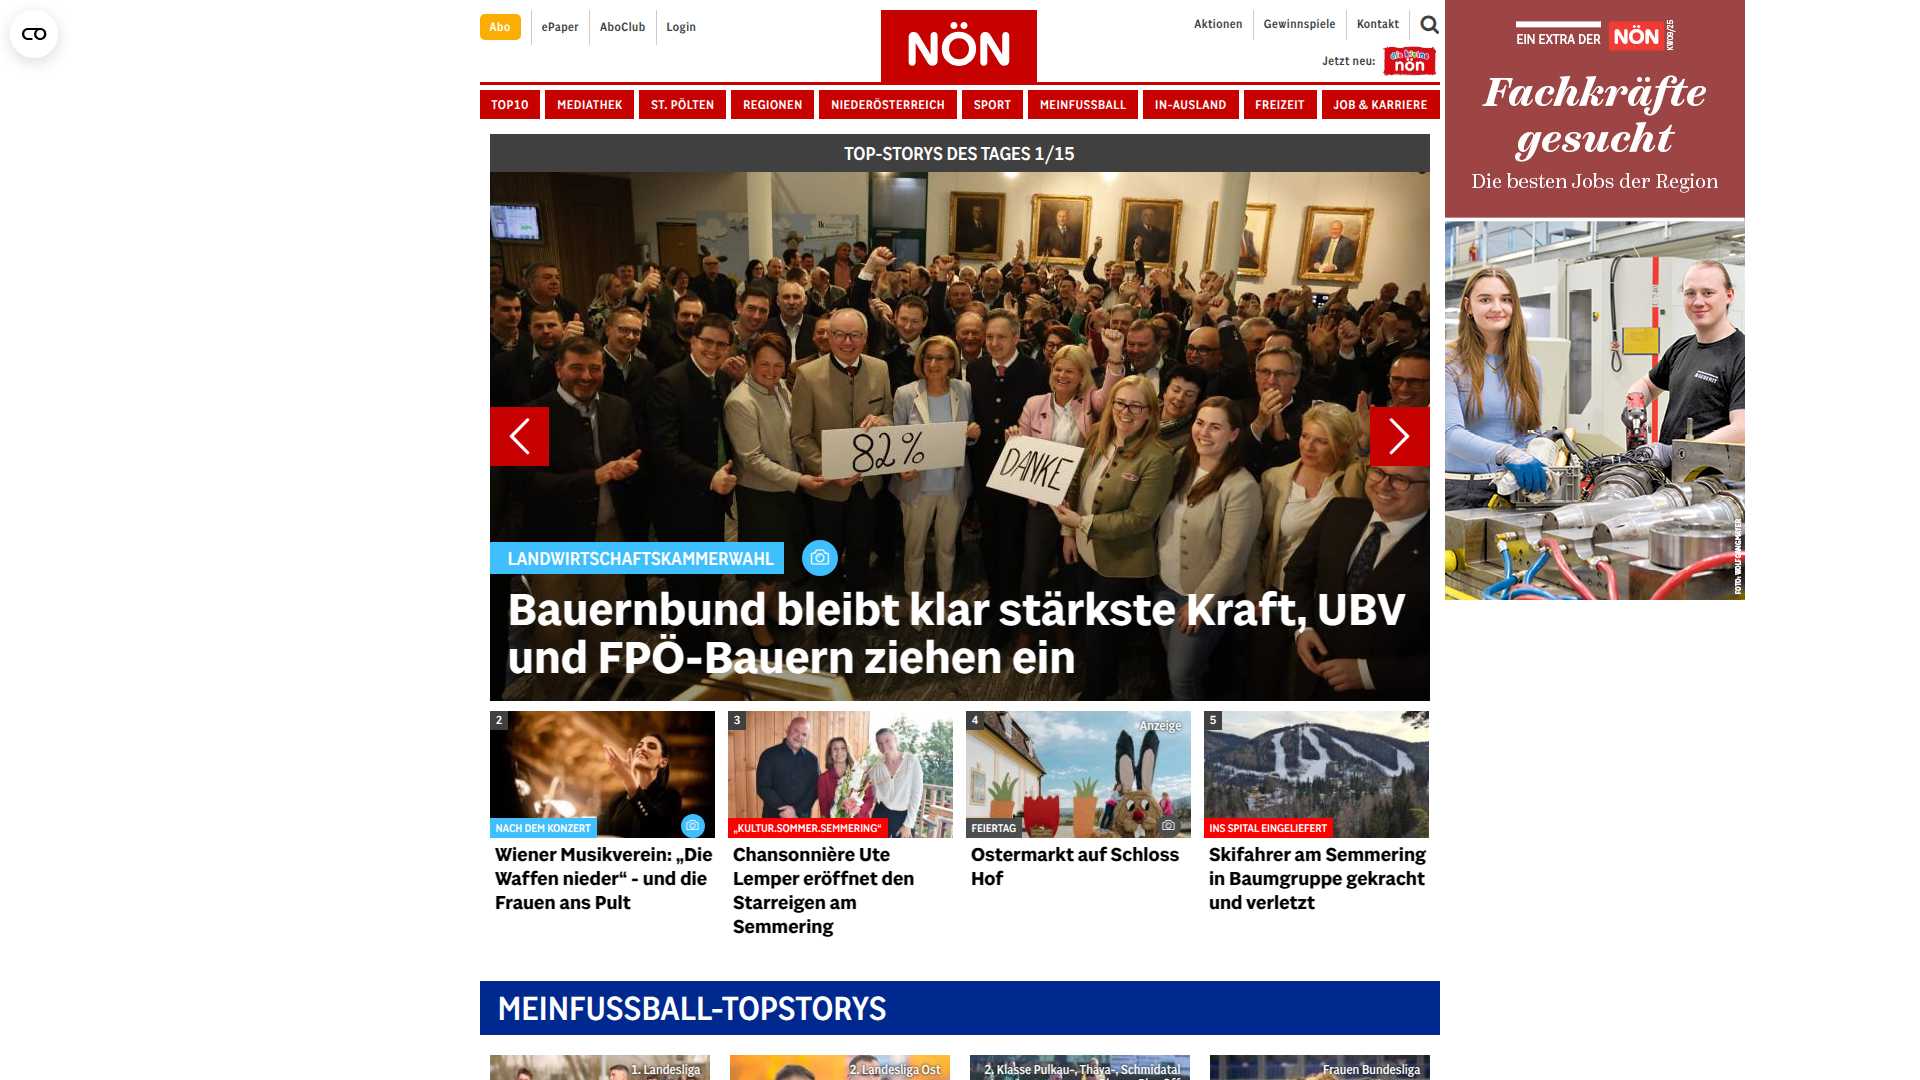 Abo
ePaper
AboClub
Login
NÖN
Aktionen
Gewinnspiele
Kontakt
Jetzt neu:
die kleine
nön
TOP10
MEDIATHEK
ST. PÖLTEN
REGIONEN
NIEDERÖSTERREICH
SPORT
MEINFUSSBALL
IN-AUSLAND
FREIZEIT
JOB & KARRIERE
EIN EXTRA DER NÖN
KW09/25
Fachkräfte
gesucht
Die besten Jobs der Region
TOP-STORYS DES TAGES 1/15
82%
DANKE
LANDWIRTSCHAFTSKAMMERWAHL
Bauernbund bleibt klar stärkste Kraft, UBV
und FPÖ-Bauern ziehen ein
2
NACH DEM KONZERT
Wiener Musikverein: „Die
Waffen nieder“ - und die
Frauen ans Pult
3
„KULTUR.SOMMER.SEMMERING“
Chansonnière Ute
Lemper eröffnet den
Starreigen am
Semmering
4
Anzeige
FEIERTAG
Ostermarkt auf Schloss
Hof
5
INS SPITAL EINGELIEFERT
Skifahrer am Semmering
in Baumgruppe gekracht
und verletzt
MEINFUSSBALL-TOPSTORYS
1. Landesliga
2. Landesliga Ost
2. Klasse Pulkau-, Thaya-, Schmidatal
Frauen Bundesliga